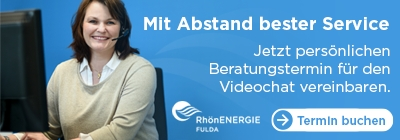 Mit Abstand bester Service
Jetzt persönlichen
Beratungstermin für den
Videochat vereinbaren.
RhönENERGIE
FULDA
Termin buchen